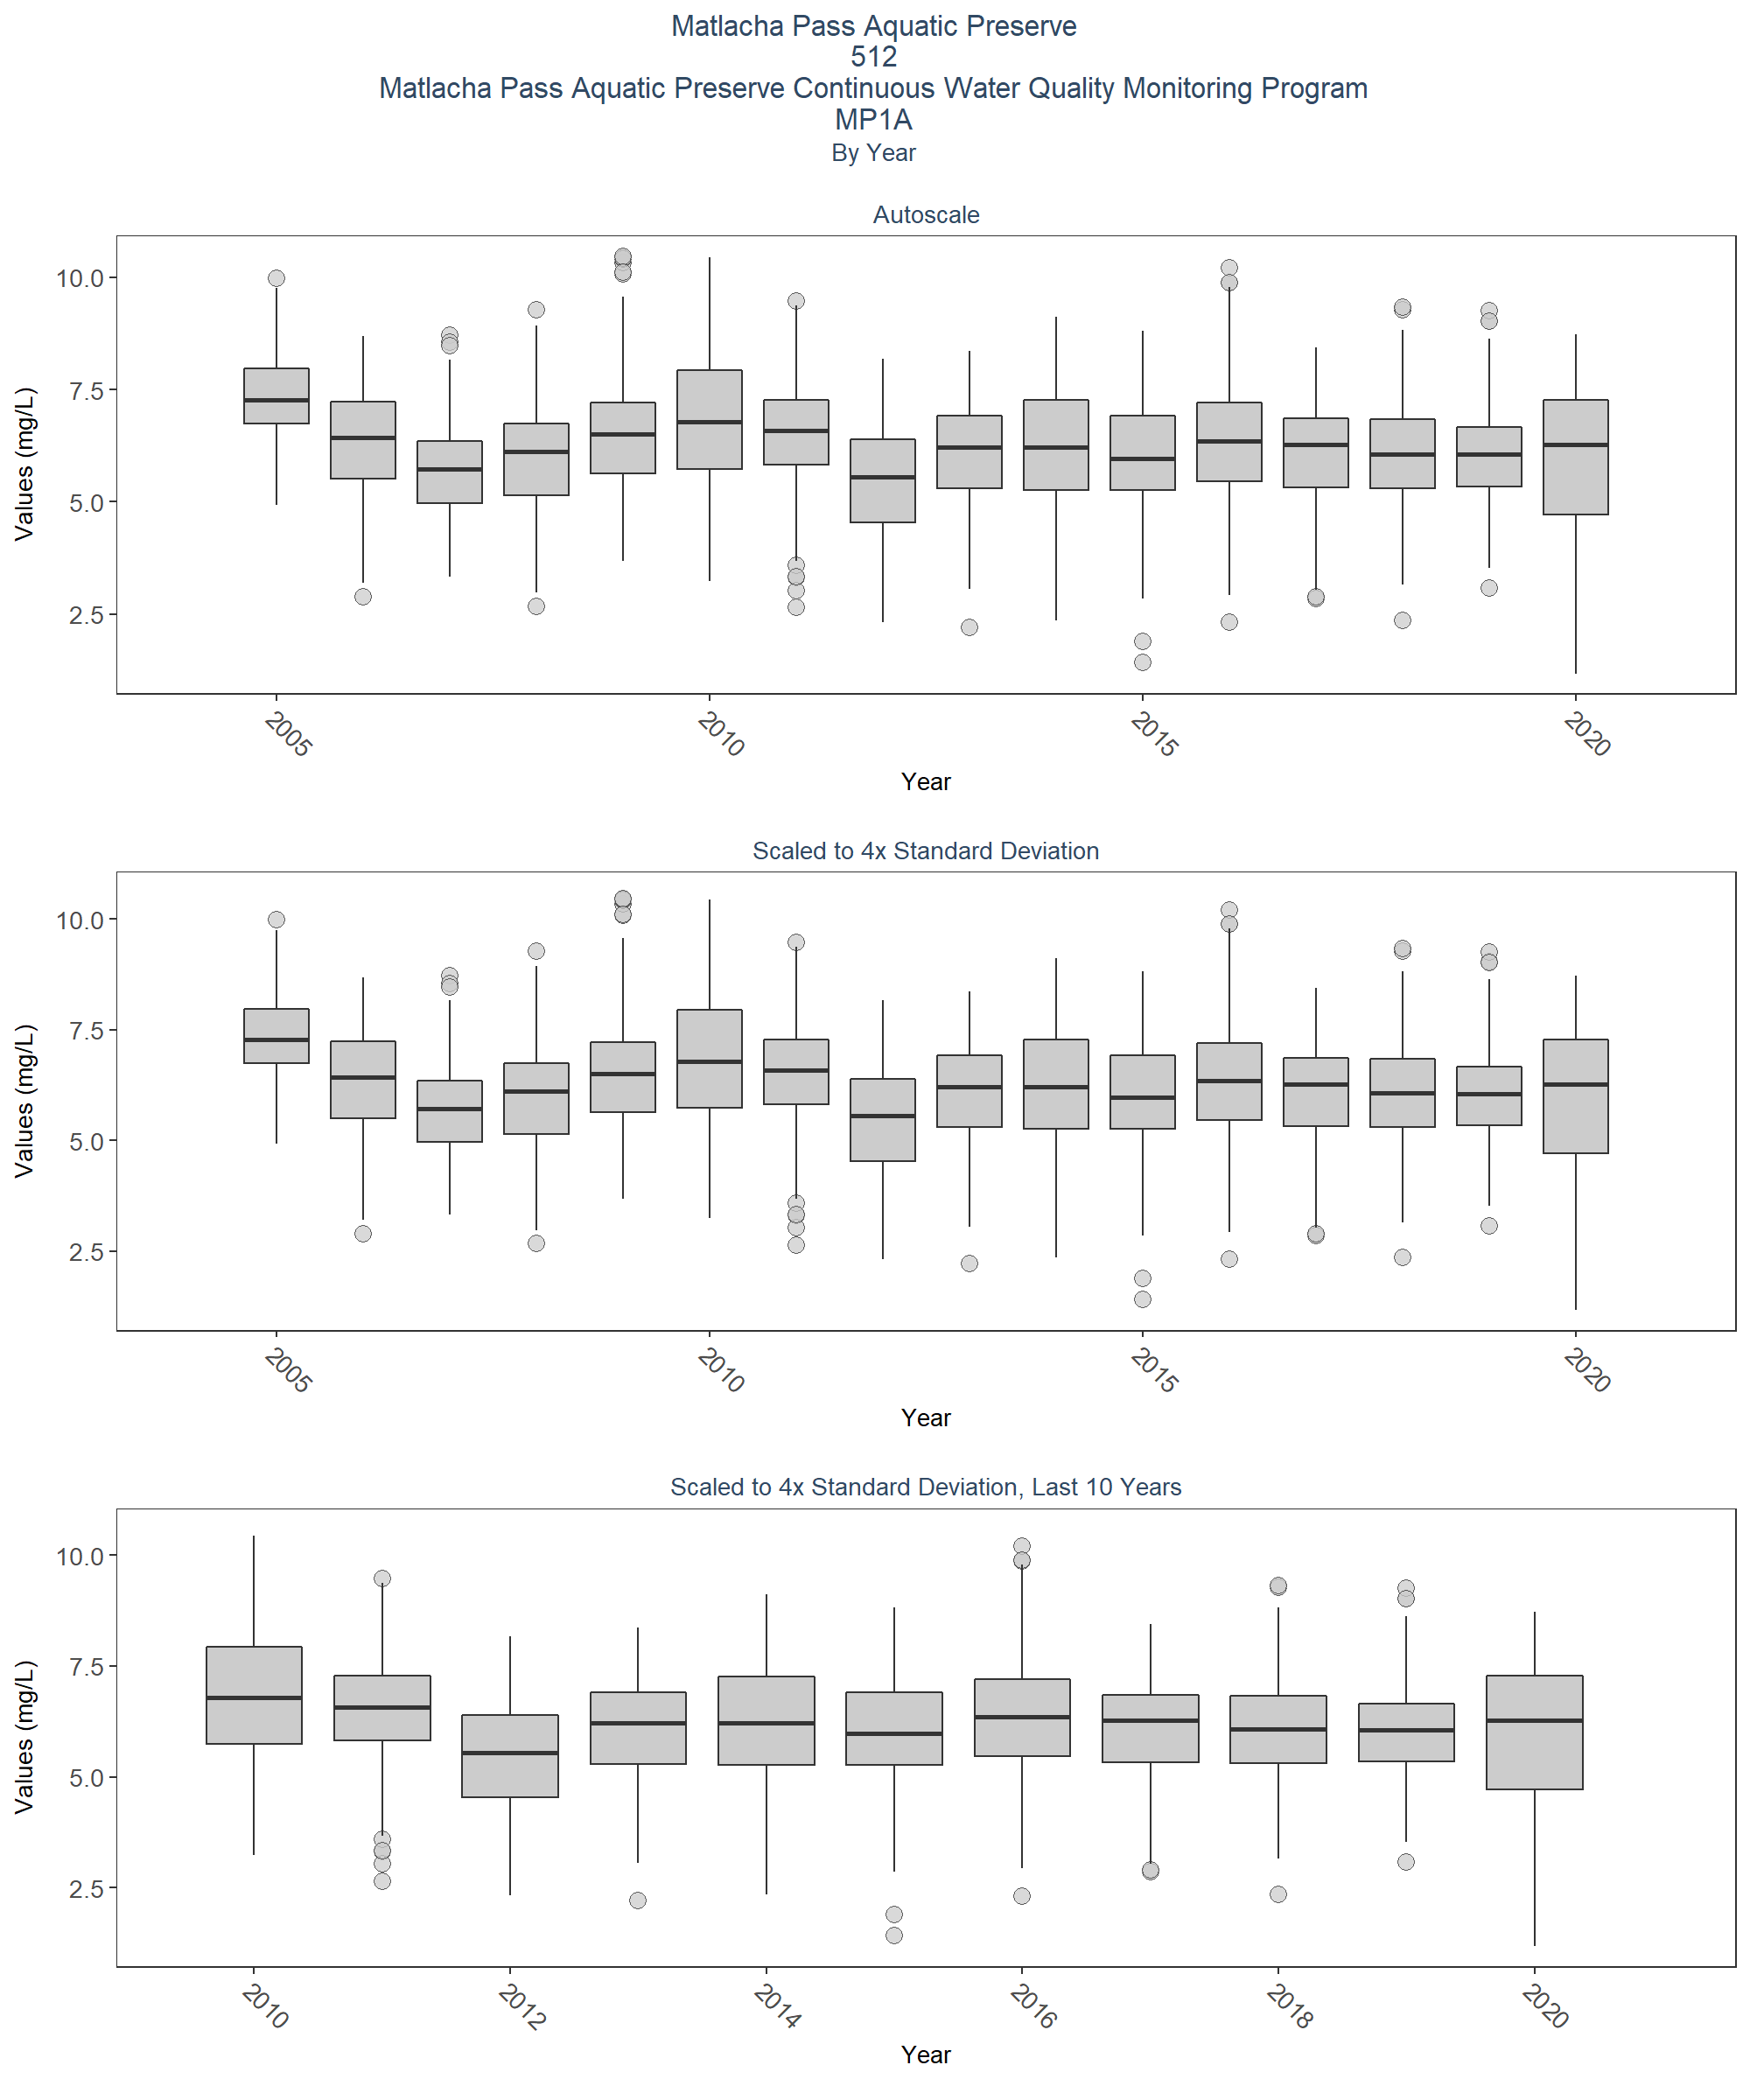 Matlacha Pass Aquatic Preserve
512
Matlacha Pass Aquatic Preserve Continuous Water Quality Monitoring Program
MP1A
By Year
Autoscale
Values (mg/L)
10.0
7.5
5.0
2.5
2005
2010
2015
2020
Year
Scaled to 4x Standard Deviation
Values (mg/L)
10.0
7.5
5.0
2.5
2005
2010
2015
2020
Year
Scaled to 4x Standard Deviation, Last 10 Years
Values (mg/L)
10.0
7.5
5.0
2.5
2010
2012
2014
2016
2018
2020
Year